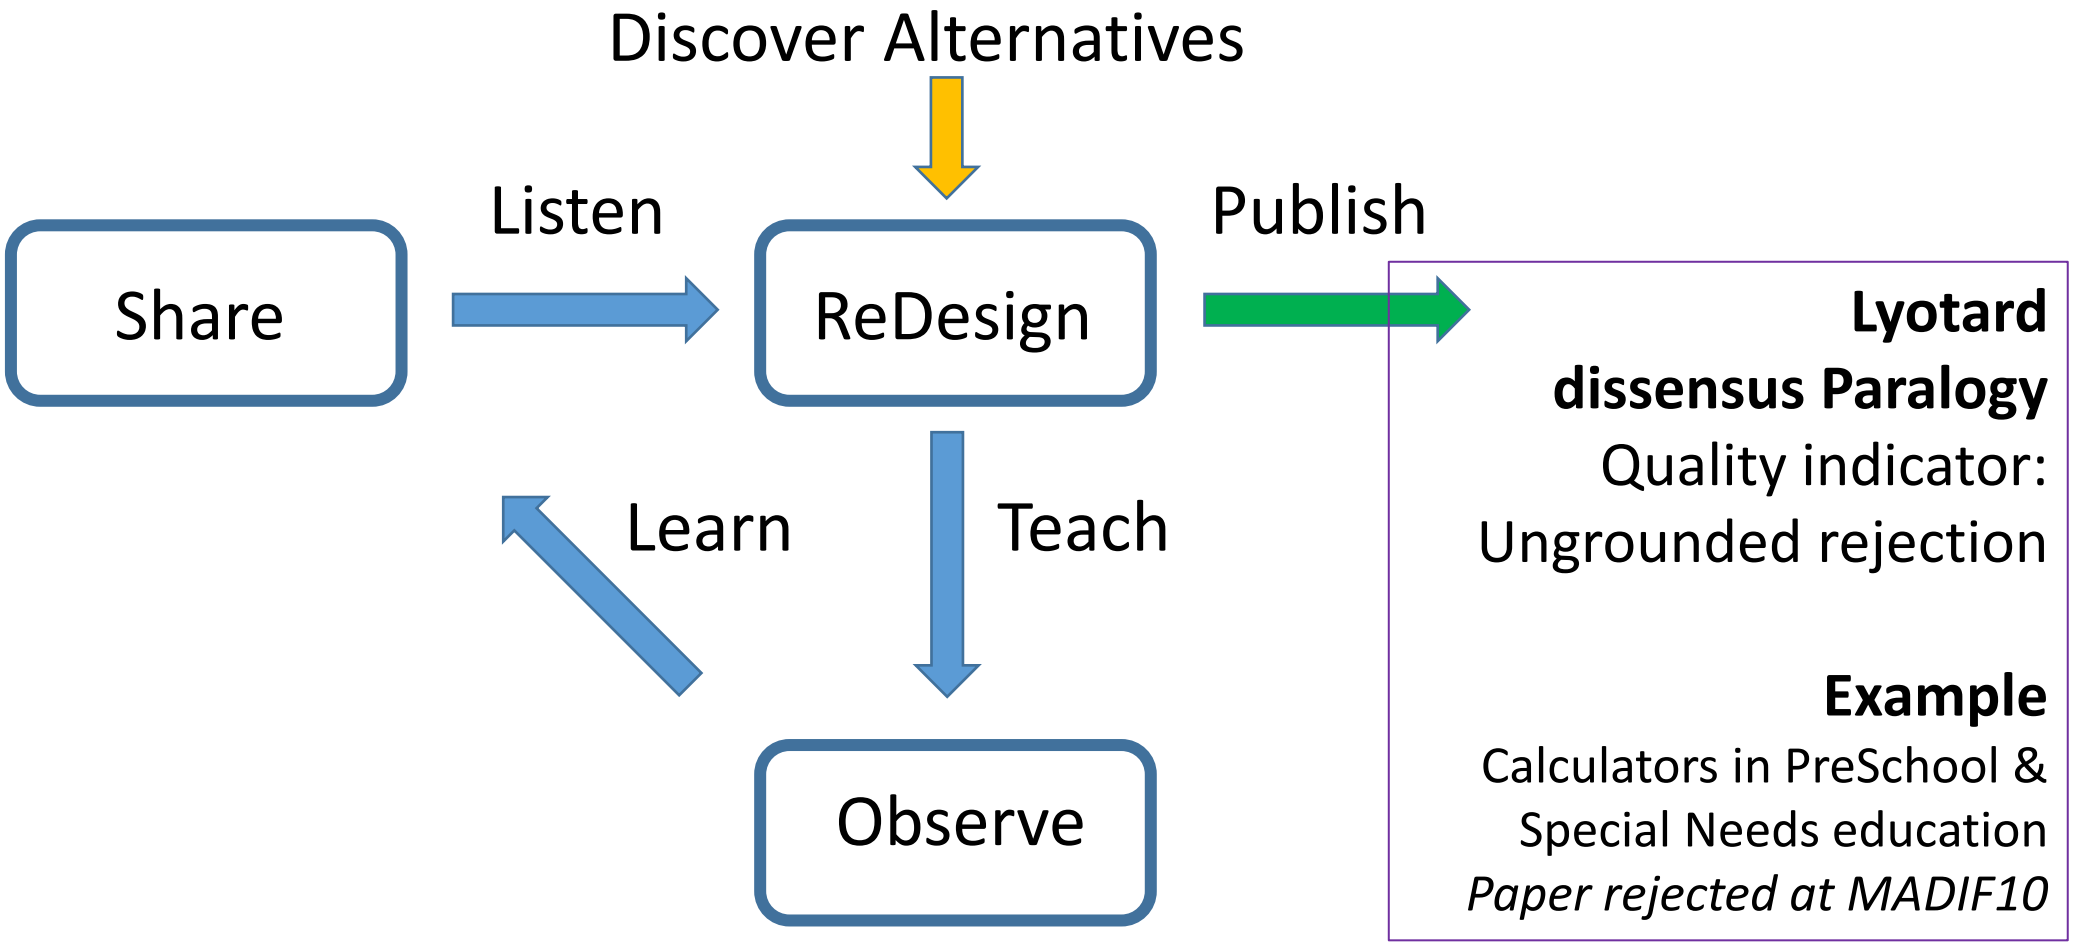 Discover Alternatives
Listen
Publish
Share
ReDesign
Learn
Teach
Observe
Lyotard
dissensus Paralogy
Quality indicator:
Ungrounded rejection
Example
Calculators in PreSchool &
Special Needs education
Paper rejected at MADIF10